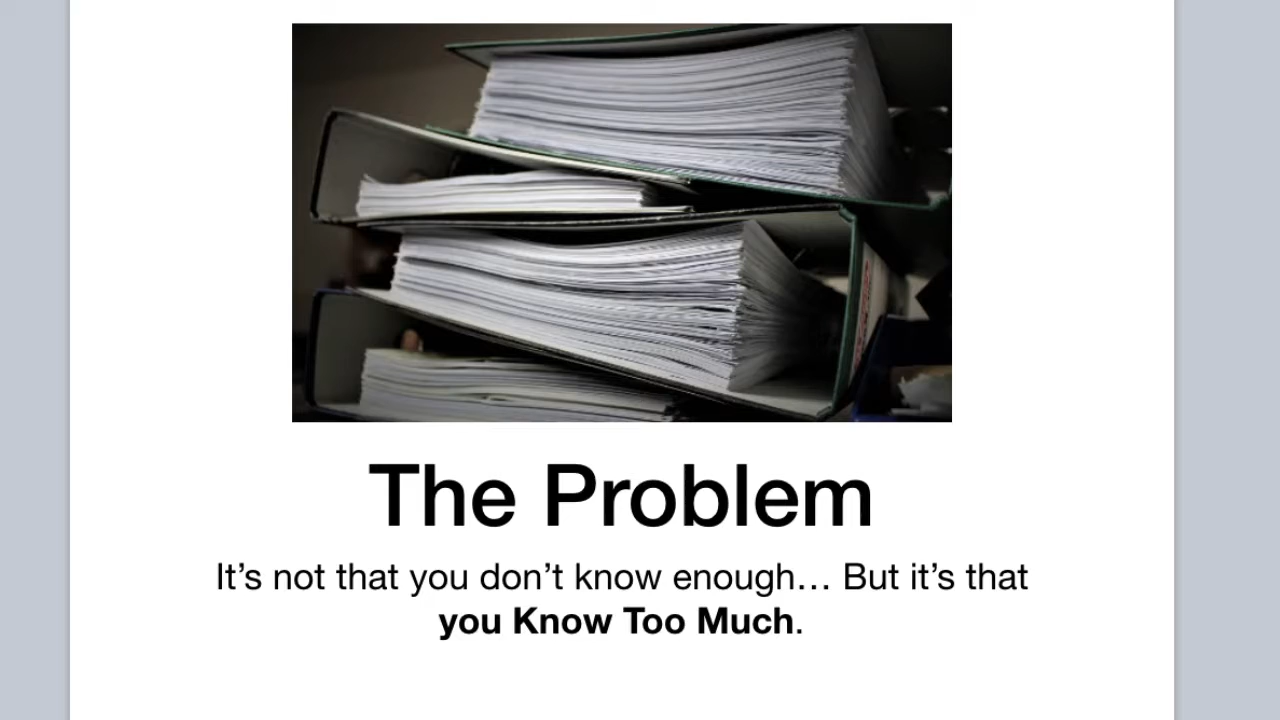 The Problem
It’s not that you don’t know enough… But it’s that
you Know Too Much.